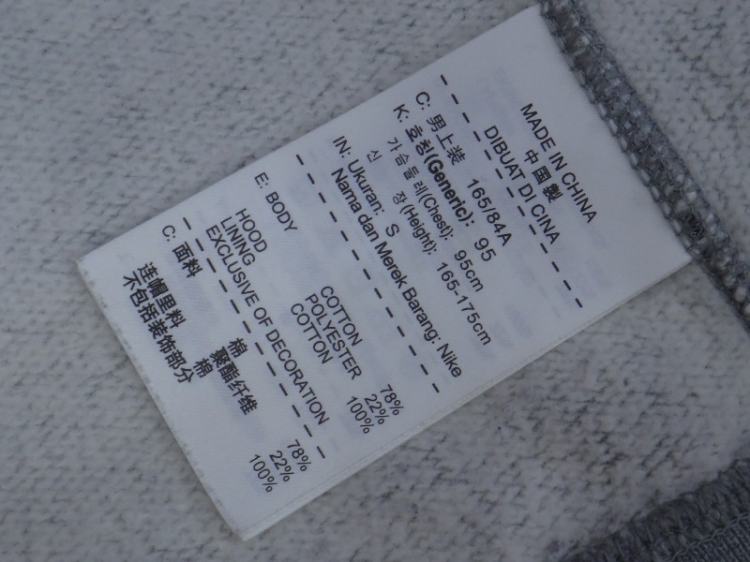 MADE IN CHINA
中国製
DIBUAT DI CINA
C: 男上装 165/84A
K: 호칭(Generic): 95
가슴둘레(Chest): 95cm
신 장(Height): 165-175cm
IN: Ukuran: S
Nama dan Merek Barang: Nike
E: BODY COTTON 78%
POLYESTER 22%
HOOD LINING COTTON 100%
EXCLUSIVE OF DECORATION
C: 面料 棉 78%
聚酯纤维 22%
连帽里料 棉 100%
不包括装饰部分